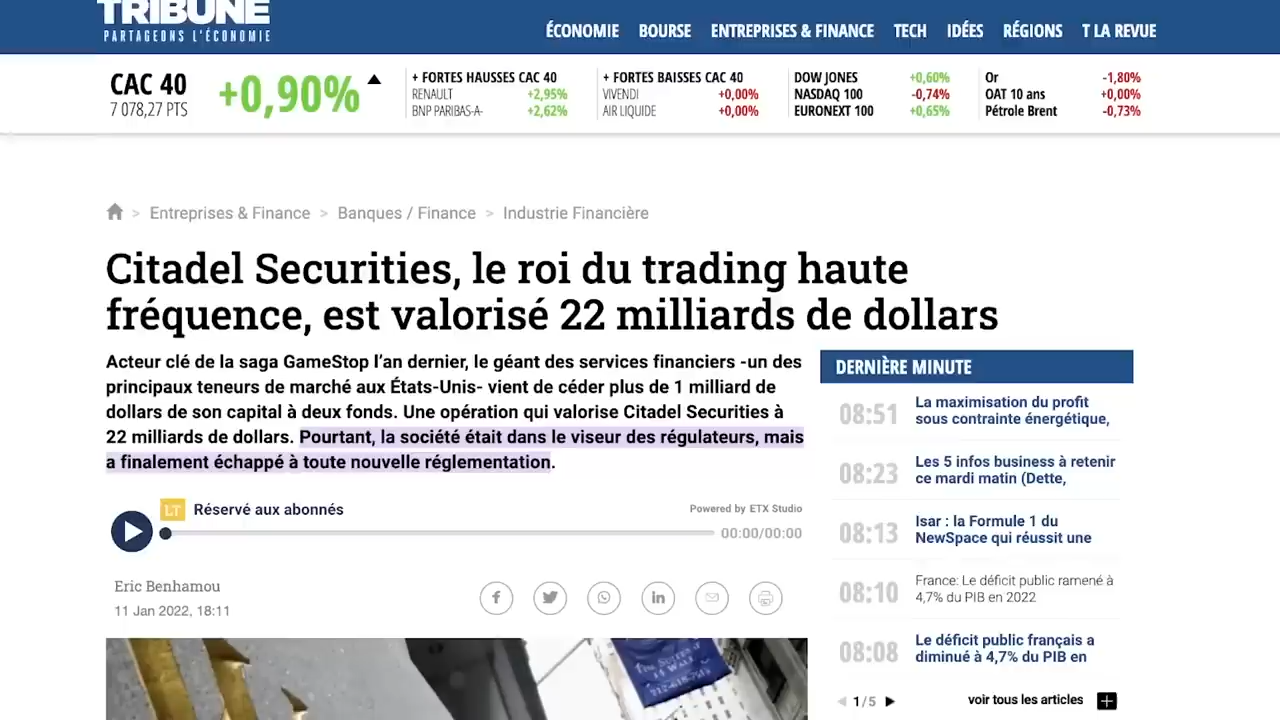 TRIBUNE
PARTAGEONS L'ÉCONOMIE
ÉCONOMIE BOURSE ENTREPRISES & FINANCE TECH IDÉES RÉGIONS T LA REVUE
CAC 40
7 078,27 PTS
+0,90%
+ FORTES HAUSSES CAC 40
RENAULT +2,95%
BNP PARIBAS-A- +2,62%
+ FORTES BAISSES CAC 40
VIVENDI +0,00%
AIR LIQUIDE +0,00%
DOW JONES +0,60%
NASDAQ 100 -0,74%
EURONEXT 100 +0,65%
Or -1,80%
OAT 10 ans +0,00%
Pétrole Brent -0,73%
> Entreprises & Finance > Banques / Finance > Industrie Financière
Citadel Securities, le roi du trading haute
fréquence, est valorisé 22 milliards de dollars
Acteur clé de la saga GameStop l'an dernier, le géant des services financiers -un des
principaux teneurs de marché aux États-Unis- vient de céder plus de 1 milliard de
dollars de son capital à deux fonds. Une opération qui valorise Citadel Securities à
22 milliards de dollars. Pourtant, la société était dans le viseur des régulateurs, mais
a finalement échappé à toute nouvelle réglementation.
LT Réservé aux abonnés
Powered by ETX Studio
00:00/00:00
Eric Benhamou
11 Jan 2022, 18:11
DERNIÈRE MINUTE
08:51 La maximisation du profit
sous contrainte énergétique,
08:23 Les 5 infos business à retenir
ce mardi matin (Dette,
08:13 Isar : la Formule 1 du
NewSpace qui réussit une
08:10 France: Le déficit public ramené à
4,7% du PIB en 2022
08:08 Le déficit public français a
diminué à 4,7% du PIB en
1/5
voir tous les articles